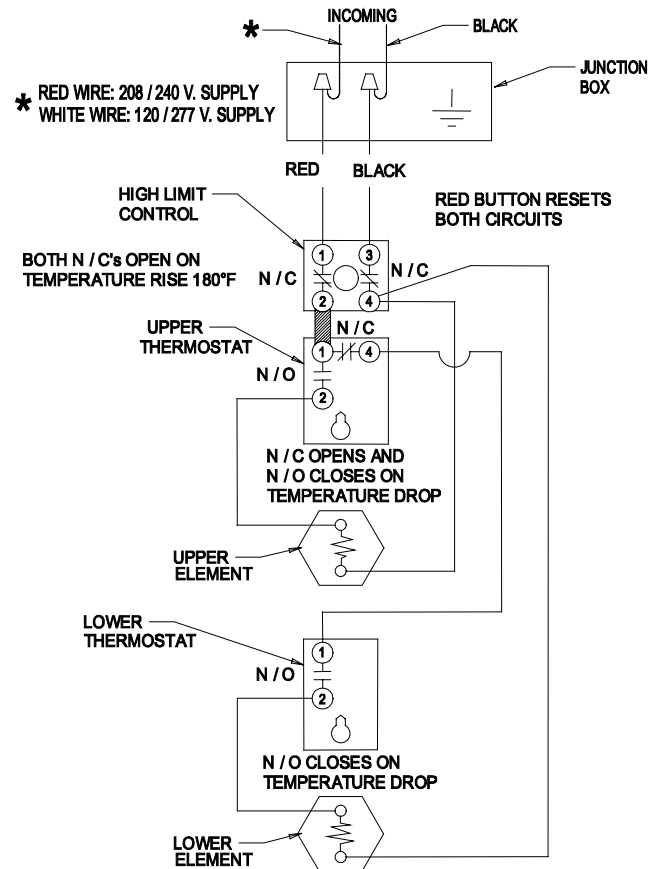 INCOMING
*
BLACK
JUNCTION
BOX
* RED WIRE: 208 / 240 V. SUPPLY
WHITE WIRE: 120 / 277 V. SUPPLY
RED
BLACK
HIGH LIMIT
CONTROL
RED BUTTON RESETS
BOTH CIRCUITS
BOTH N / C's OPEN ON
TEMPERATURE RISE 180°F
1
3
N / C
N / C
2
4
UPPER
THERMOSTAT
N / C
1
4
N / O
2
N / C OPENS AND
N / O CLOSES ON
TEMPERATURE DROP
UPPER
ELEMENT
LOWER
THERMOSTAT
1
N / O
2
N / O CLOSES ON
TEMPERATURE DROP
LOWER
ELEMENT